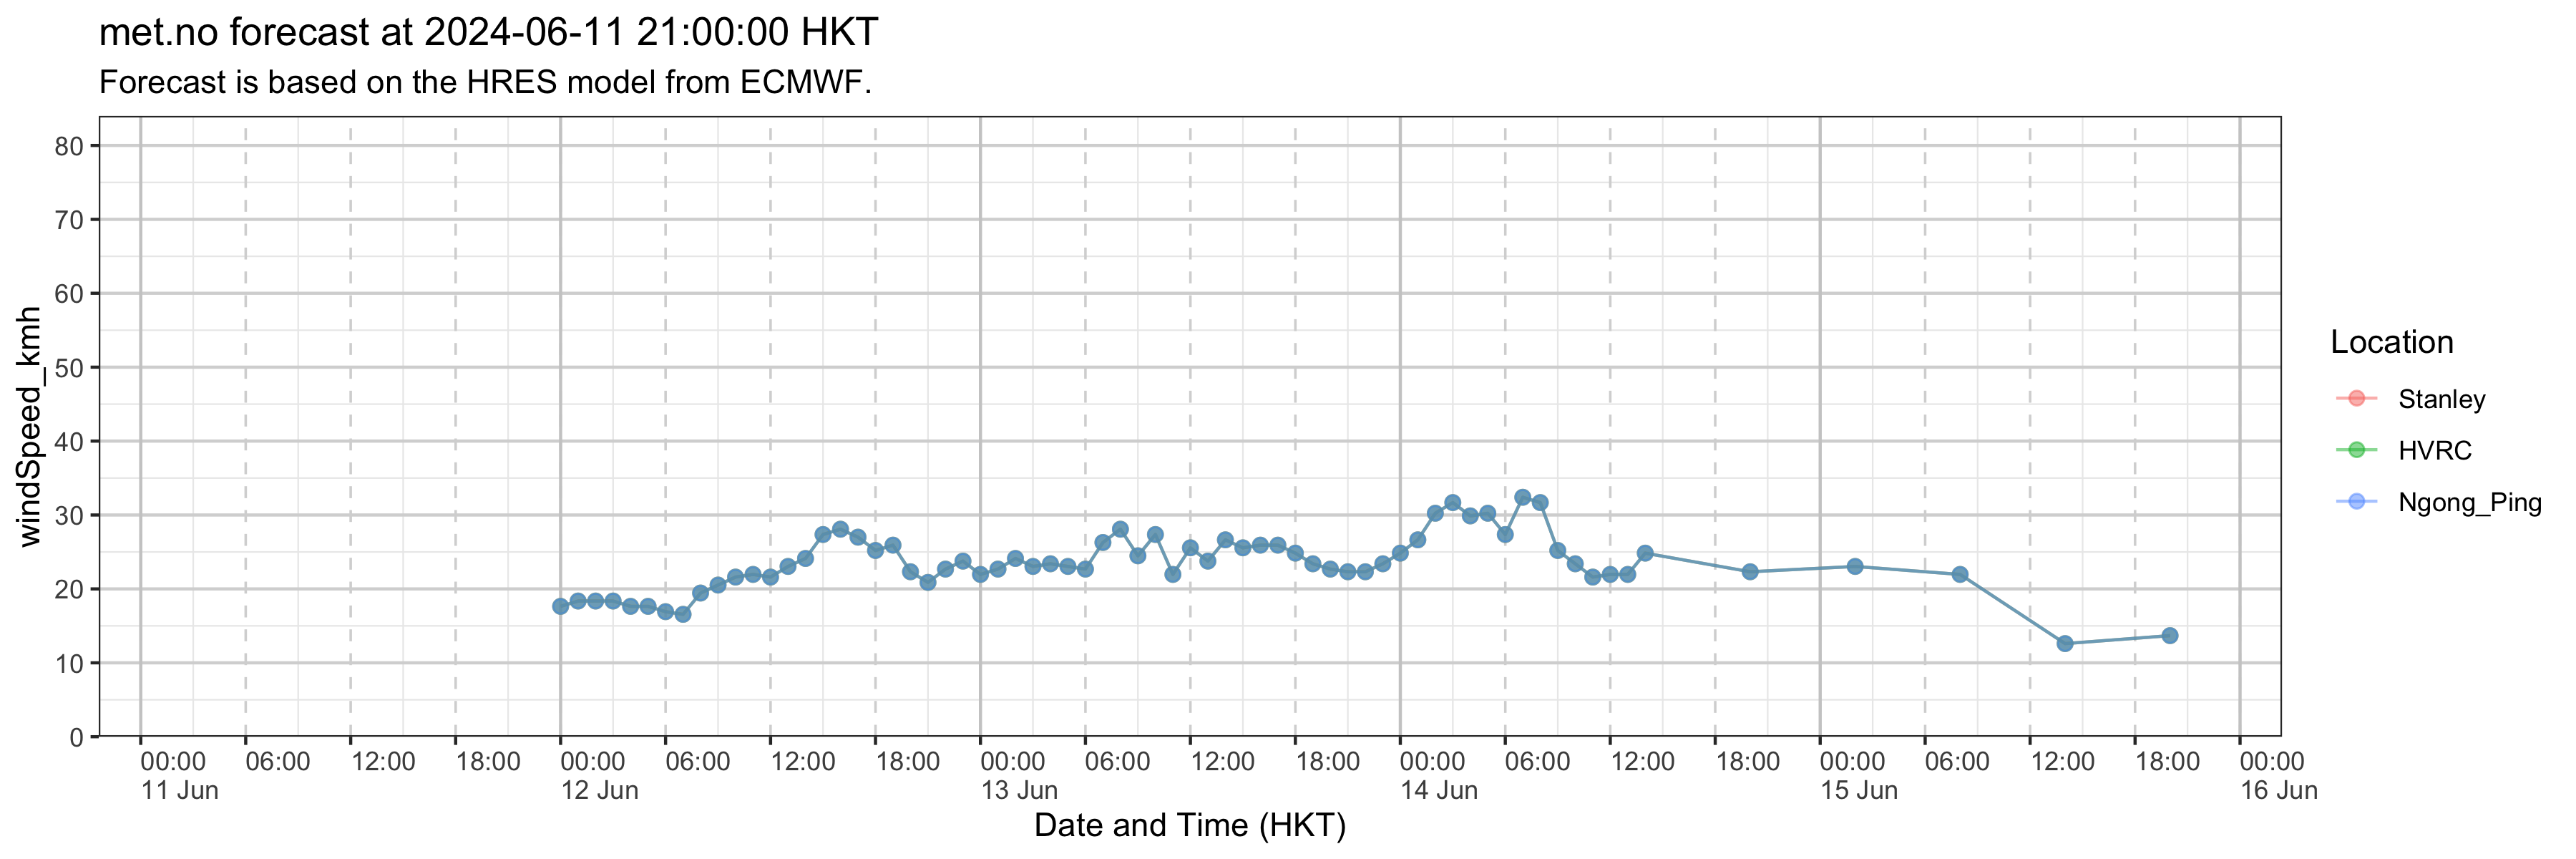 met.no forecast at 2024-06-11 21:00:00 HKT
Forecast is based on the HRES model from ECMWF.
windSpeed_kmh
80
70
60
50
40
30
20
10
0
00:00 06:00 12:00 18:00 00:00 06:00 12:00 18:00 00:00 06:00 12:00 18:00 00:00 06:00 12:00 18:00 00:00 06:00 12:00 18:00 00:00
11 Jun 12 Jun 13 Jun 14 Jun 15 Jun 16 Jun
Date and Time (HKT)
Location
Stanley
HVRC
Ngong_Ping